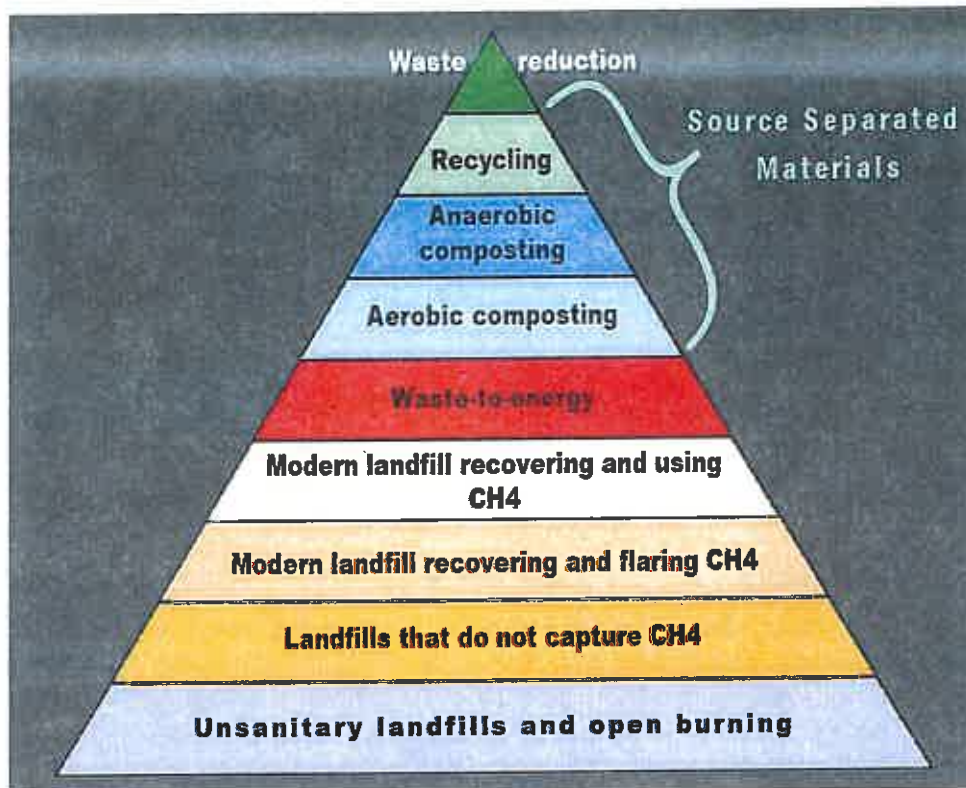 Waste reduction
Source Separated
Materials
Recycling
Anaerobic
composting
Aerobic composting
Waste-to-energy
Modern landfill recovering and using
CH4
Modern landfill recovering and flaring CH4
Landfills that do not capture CH4
Unsanitary landfills and open burning